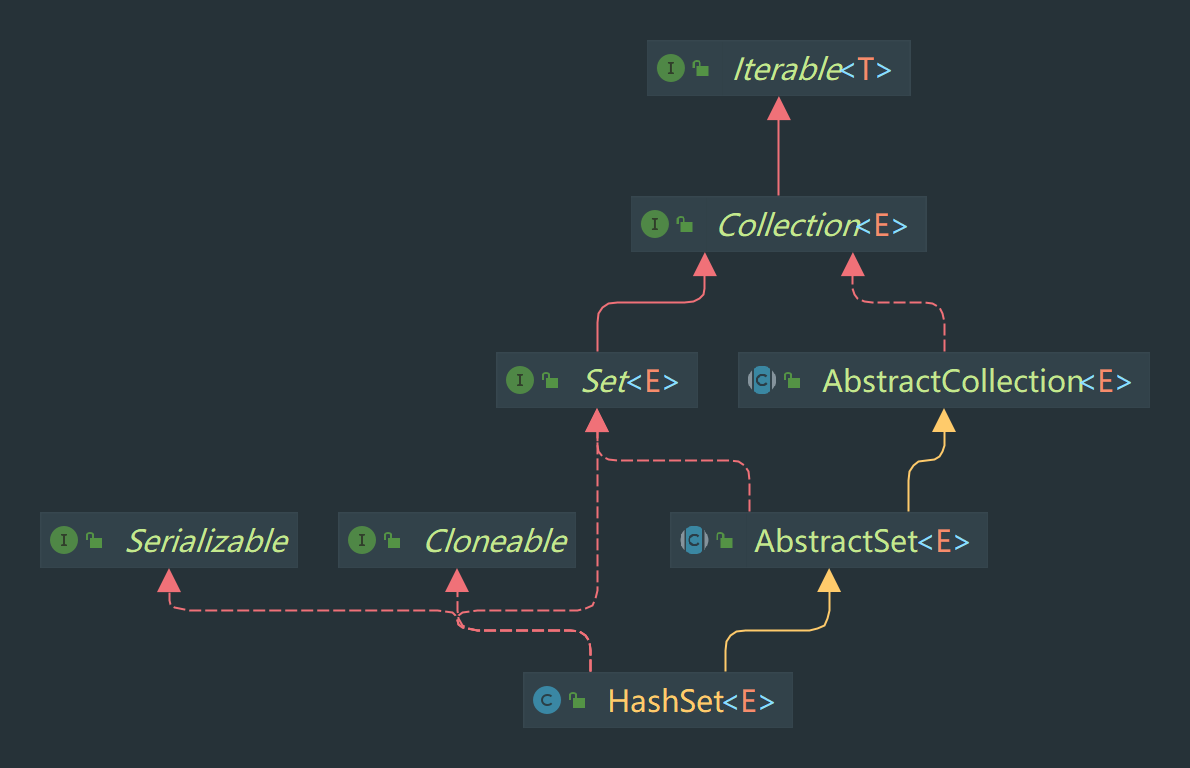 I Iterable<T>
I Collection<E>
I Set<E>
C AbstractCollection<E>
I Serializable
I Cloneable
C AbstractSet<E>
C HashSet<E>